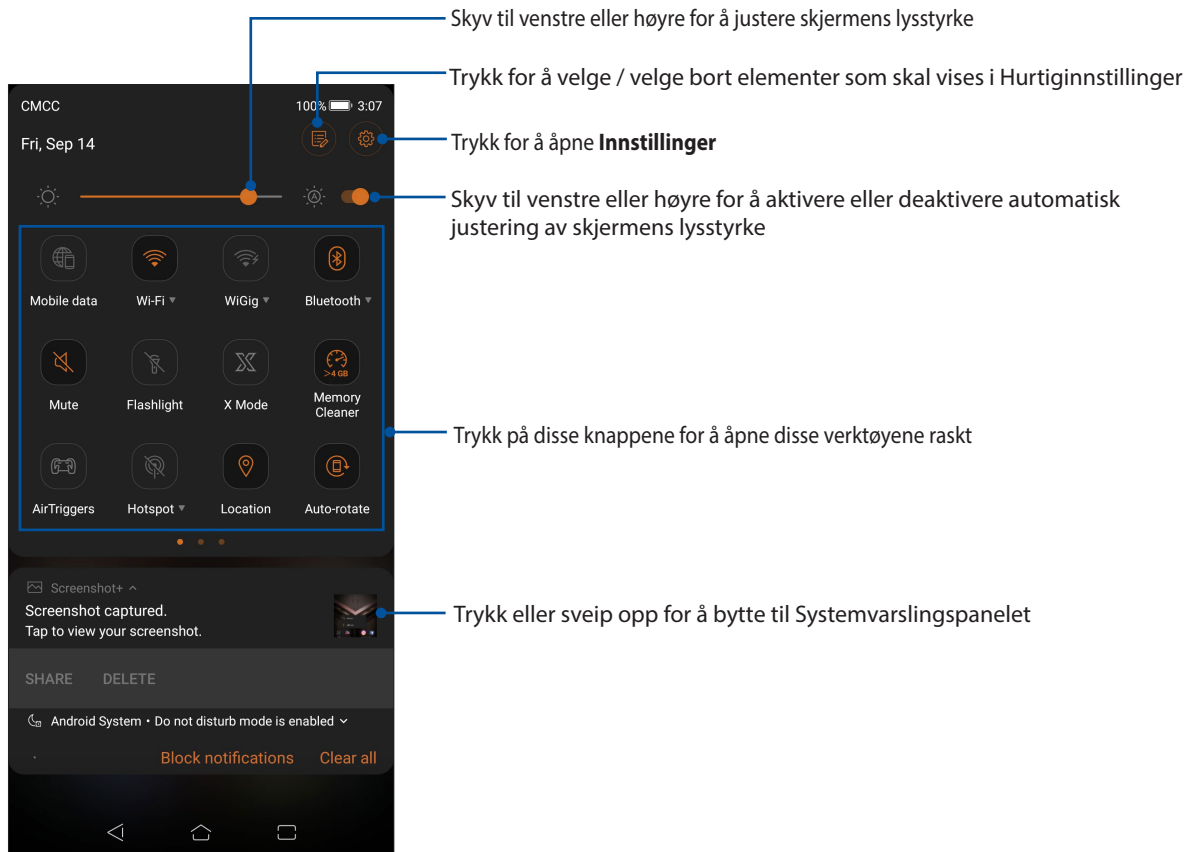 Skyv til venstre eller høyre for å justere skjermens lysstyrke
Trykk for å velge / velge bort elementer som skal vises i Hurtiginnstillinger
CMCC
100% 3:07
Fri, Sep 14
Trykk for å åpne Innstillinger
Skyv til venstre eller høyre for å aktivere eller deaktivere automatisk
justering av skjermens lysstyrke
A
Mobile data
Wi-Fi
WiGig
Bluetooth
>4 GB
Mute
Flashlight
X Mode
Memory
Cleaner
Trykk på disse knappene for å åpne disse verktøyene raskt
AirTriggers
Hotspot
Location
Auto-rotate
Screenshot+
Screenshot captured.
Tap to view your screenshot.
Trykk eller sveip opp for å bytte til Systemvarslingspanelet
SHARE DELETE
Android System • Do not disturb mode is enabled
Block notifications Clear all